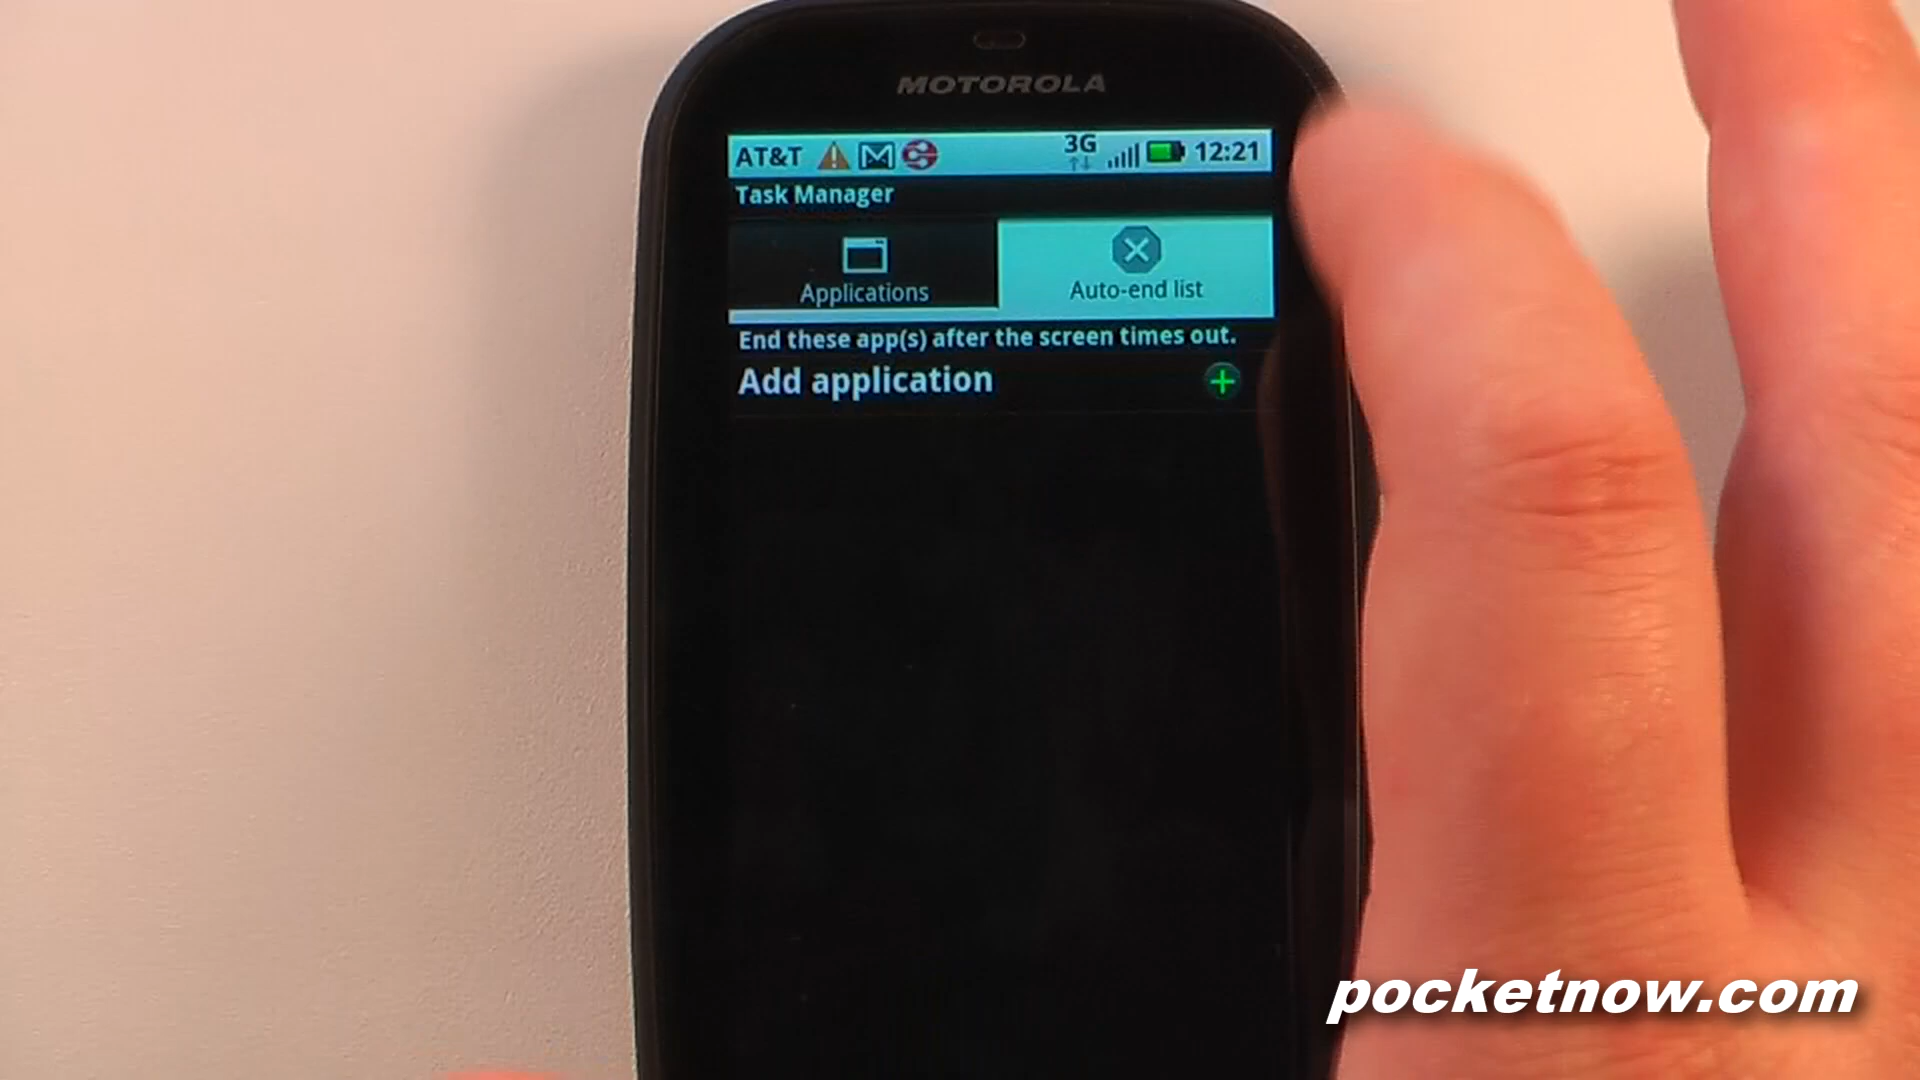 MOTOROLA
AT&T 3G 12:21
Task Manager
Applications Auto-end list
End these app(s) after the screen times out.
Add application
pocketnow.com